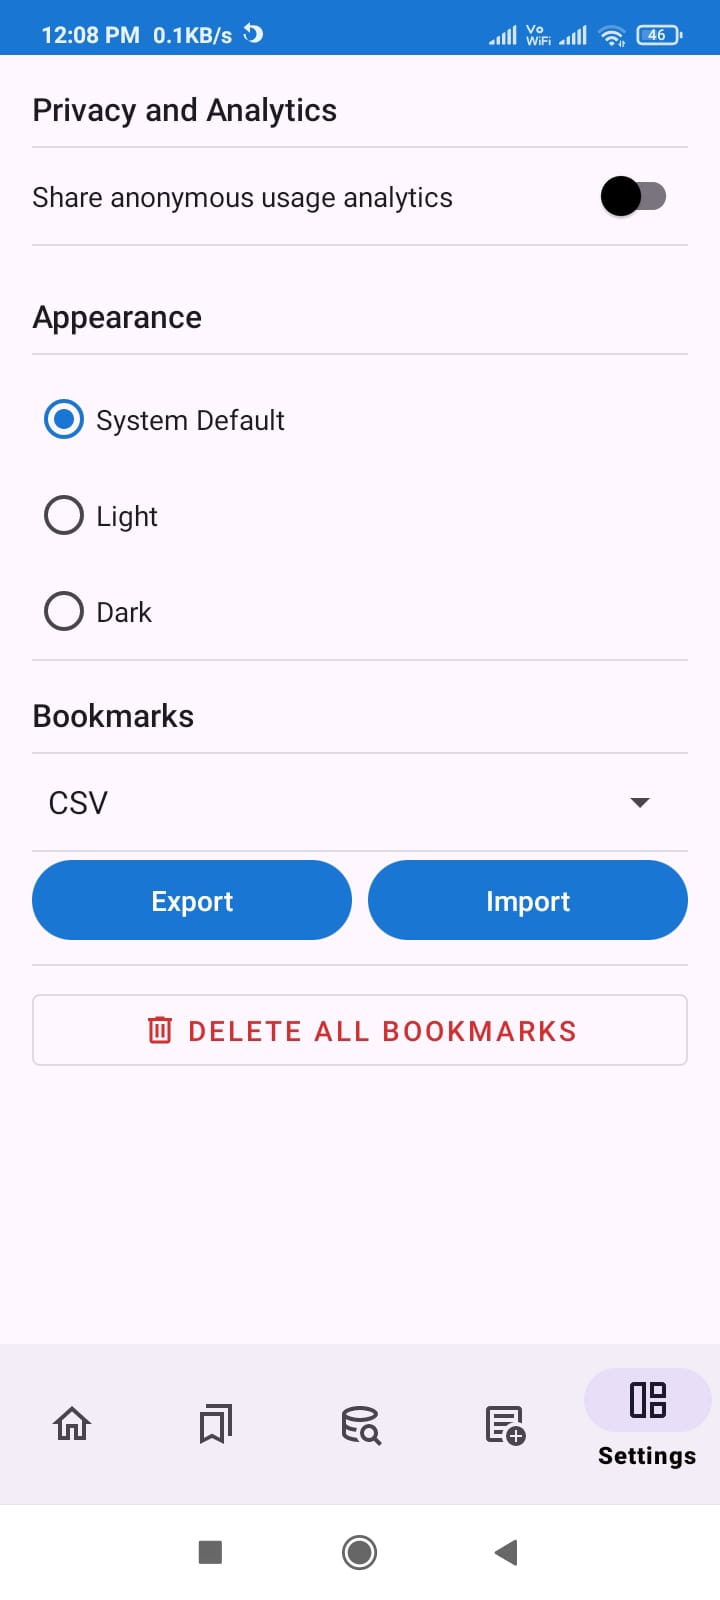 12:08 PM 0.1KB/s Vo WiFi 46
Privacy and Analytics
Share anonymous usage analytics
Appearance
System Default
Light
Dark
Bookmarks
CSV
Export Import
DELETE ALL BOOKMARKS
Settings